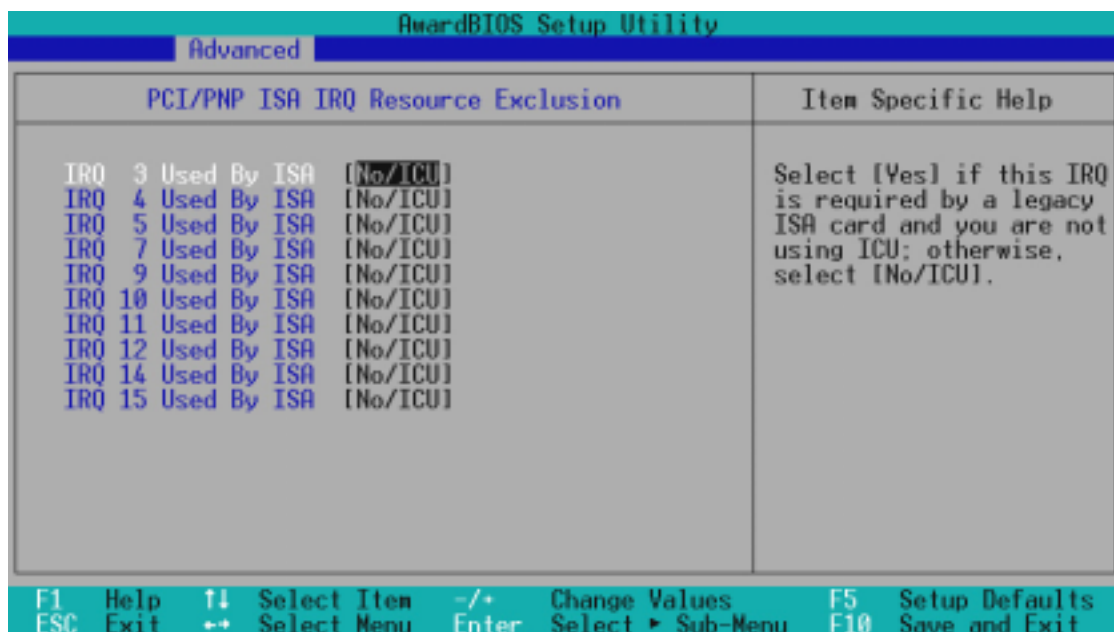 AwardBIOS Setup Utility
Advanced
PCI/PNP ISA IRQ Resource Exclusion
Item Specific Help
IRQ 3 Used By ISA [No/ICU]
IRQ 4 Used By ISA [No/ICU]
IRQ 5 Used By ISA [No/ICU]
IRQ 7 Used By ISA [No/ICU]
IRQ 9 Used By ISA [No/ICU]
IRQ 10 Used By ISA [No/ICU]
IRQ 11 Used By ISA [No/ICU]
IRQ 12 Used By ISA [No/ICU]
IRQ 14 Used By ISA [No/ICU]
IRQ 15 Used By ISA [No/ICU]
Select [Yes] if this IRQ
is required by a legacy
ISA card and you are not
using ICU; otherwise,
select [No/ICU].
F1 Help ↑↓ Select Item -/+ Change Values F5 Setup Defaults
ESC Exit ←→ Select Menu Enter Select ► Sub-Menu F10 Save and Exit